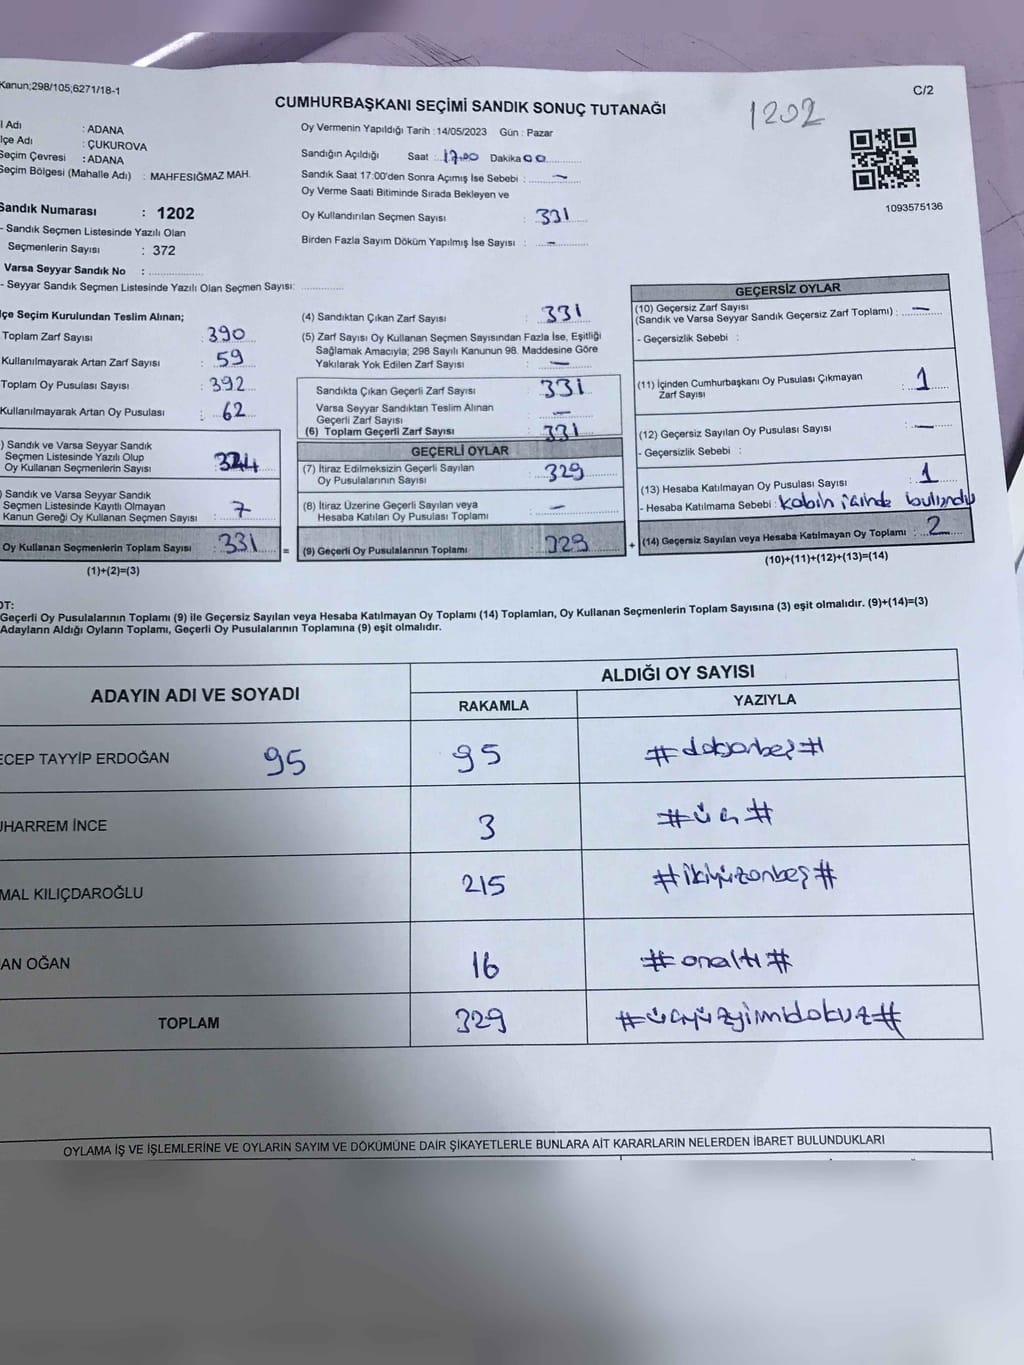 Kanun;298/105,6271/18-1
C/2
CUMHURBAŞKANI SEÇİMİ SANDIK SONUÇ TUTANAĞI
1202
l Adı : ADANA
lçe Adı : ÇUKUROVA
Seçim Çevresi : ADANA
Seçim Bölgesi (Mahalle Adı) : MAHFESIĞMAZ MAH.
Sandık Numarası : 1202
- Sandık Seçmen Listesinde Yazılı Olan
Seçmenlerin Sayısı : 372
Varsa Seyyar Sandık No :
- Seyyar Sandık Seçmen Listesinde Yazılı Olan Seçmen Sayısı:
Oy Vermenin Yapıldığı Tarih : 14/05/2023 Gün : Pazar
Sandığın Açıldığı Saat : 17.00 Dakika 00
Sandık Saat 17:00'den Sonra Açımış İse Sebebi : —
Oy Verme Saati Bitiminde Sırada Bekleyen ve
Oy Kullandırılan Seçmen Sayısı : 331
Birden Fazla Sayım Döküm Yapılmış İse Sayısı : —
1093575136
lçe Seçim Kurulundan Teslim Alınan;
Toplam Zarf Sayısı : 390
Kullanılmayarak Artan Zarf Sayısı : 59
Toplam Oy Pusulası Sayısı : 392
Kullanılmayarak Artan Oy Pusulası : 62
) Sandık ve Varsa Seyyar Sandık
Seçmen Listesinde Yazılı Olup
Oy Kullanan Seçmenlerin Sayısı : 324
) Sandık ve Varsa Seyyar Sandık
Seçmen Listesinde Kayıtlı Olmayan
Kanun Gereği Oy Kullanan Seçmen Sayısı : 7
Oy Kullanan Seçmenlerin Toplam Sayısı : 331 =
(1)+(2)=(3)
(4) Sandıktan Çıkan Zarf Sayısı : 331
(5) Zarf Sayısı Oy Kullanan Seçmen Sayısından Fazla İse, Eşitliği
Sağlamak Amacıyla; 298 Sayılı Kanunun 98. Maddesine Göre
Yakılarak Yok Edilen Zarf Sayısı : —
Sandıkta Çıkan Geçerli Zarf Sayısı : 331
Varsa Seyyar Sandıktan Teslim Alınan
Geçerli Zarf Sayısı : —
(6) Toplam Geçerli Zarf Sayısı : 331
GEÇERLİ OYLAR
(7) İtiraz Edilmeksizin Geçerli Sayılan
Oy Pusulalarının Sayısı : 329
(8) İtiraz Üzerine Geçerli Sayılan veya
Hesaba Katılan Oy Pusulası Toplamı : —
(9) Geçerli Oy Pusulalarının Toplamı : 329 +
GEÇERSİZ OYLAR
(10) Geçersiz Zarf Sayısı
(Sandık ve Varsa Seyyar Sandık Geçersiz Zarf Toplamı) : —
- Geçersizlik Sebebi :
(11) İçinden Cumhurbaşkanı Oy Pusulası Çıkmayan
Zarf Sayısı : 1
(12) Geçersiz Sayılan Oy Pusulası Sayısı : —
- Geçersizlik Sebebi :
(13) Hesaba Katılmayan Oy Pusulası Sayısı : 1
- Hesaba Katılmama Sebebi : kabin içinde bulundu
(14) Geçersiz Sayılan veya Hesaba Katılmayan Oy Toplamı : 2
(10)+(11)+(12)+(13)=(14)
OT:
Geçerli Oy Pusulalarının Toplamı (9) ile Geçersiz Sayılan veya Hesaba Katılmayan Oy Toplamı (14) Toplamları, Oy Kullanan Seçmenlerin Toplam Sayısına (3) eşit olmalıdır. (9)+(14)=(3)
Adayların Aldığı Oyların Toplamı, Geçerli Oy Pusulalarının Toplamına (9) eşit olmalıdır.
ADAYIN ADI VE SOYADI
ALDIĞI OY SAYISI
RAKAMLA YAZIYLA
ECEP TAYYİP ERDOĞAN 95 95 #doksanbeş#
UHARREM İNCE 3 #üç#
MAL KILIÇDAROĞLU 215 #ikiyüzonbeş#
AN OĞAN 16 #onaltı#
TOPLAM 329 #üçyüzyirmidokuz#
OYLAMA İŞ VE İŞLEMLERİNE VE OYLARIN SAYIM VE DÖKÜMÜNE DAİR ŞİKAYETLERLE BUNLARA AİT KARARLARIN NELERDEN İBARET BULUNDUKLARI